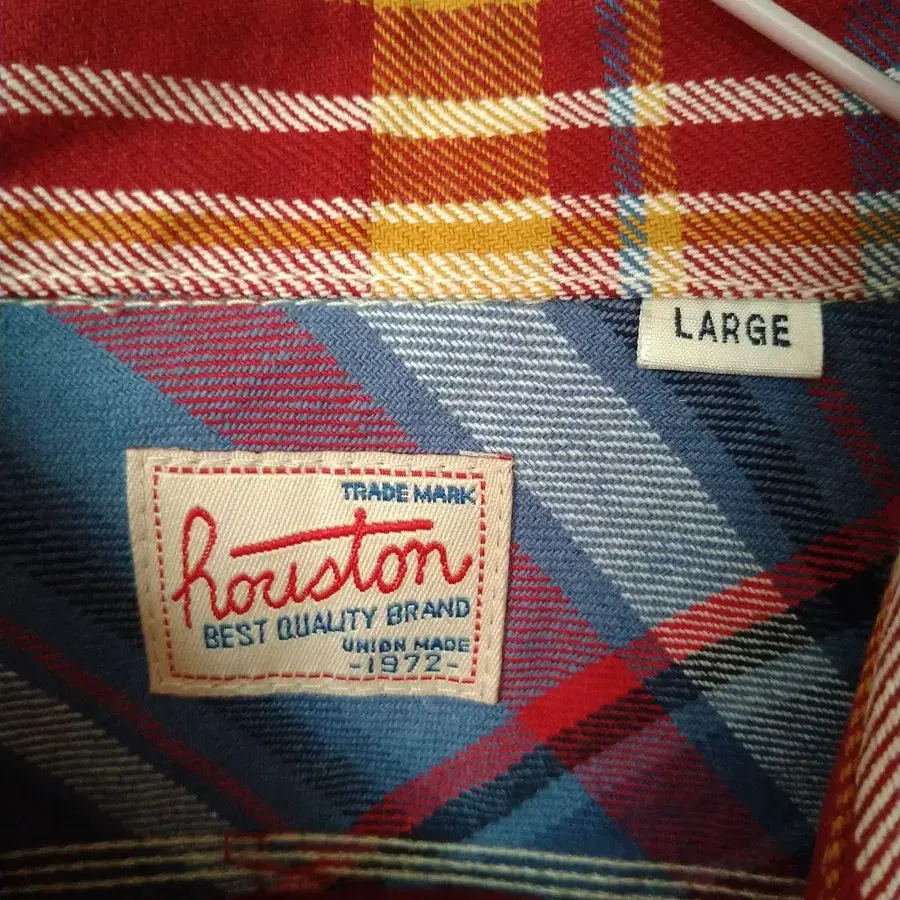 LARGE
TRADE MARK
houston
BEST QUALITY BRAND
UNION MADE
-1972-